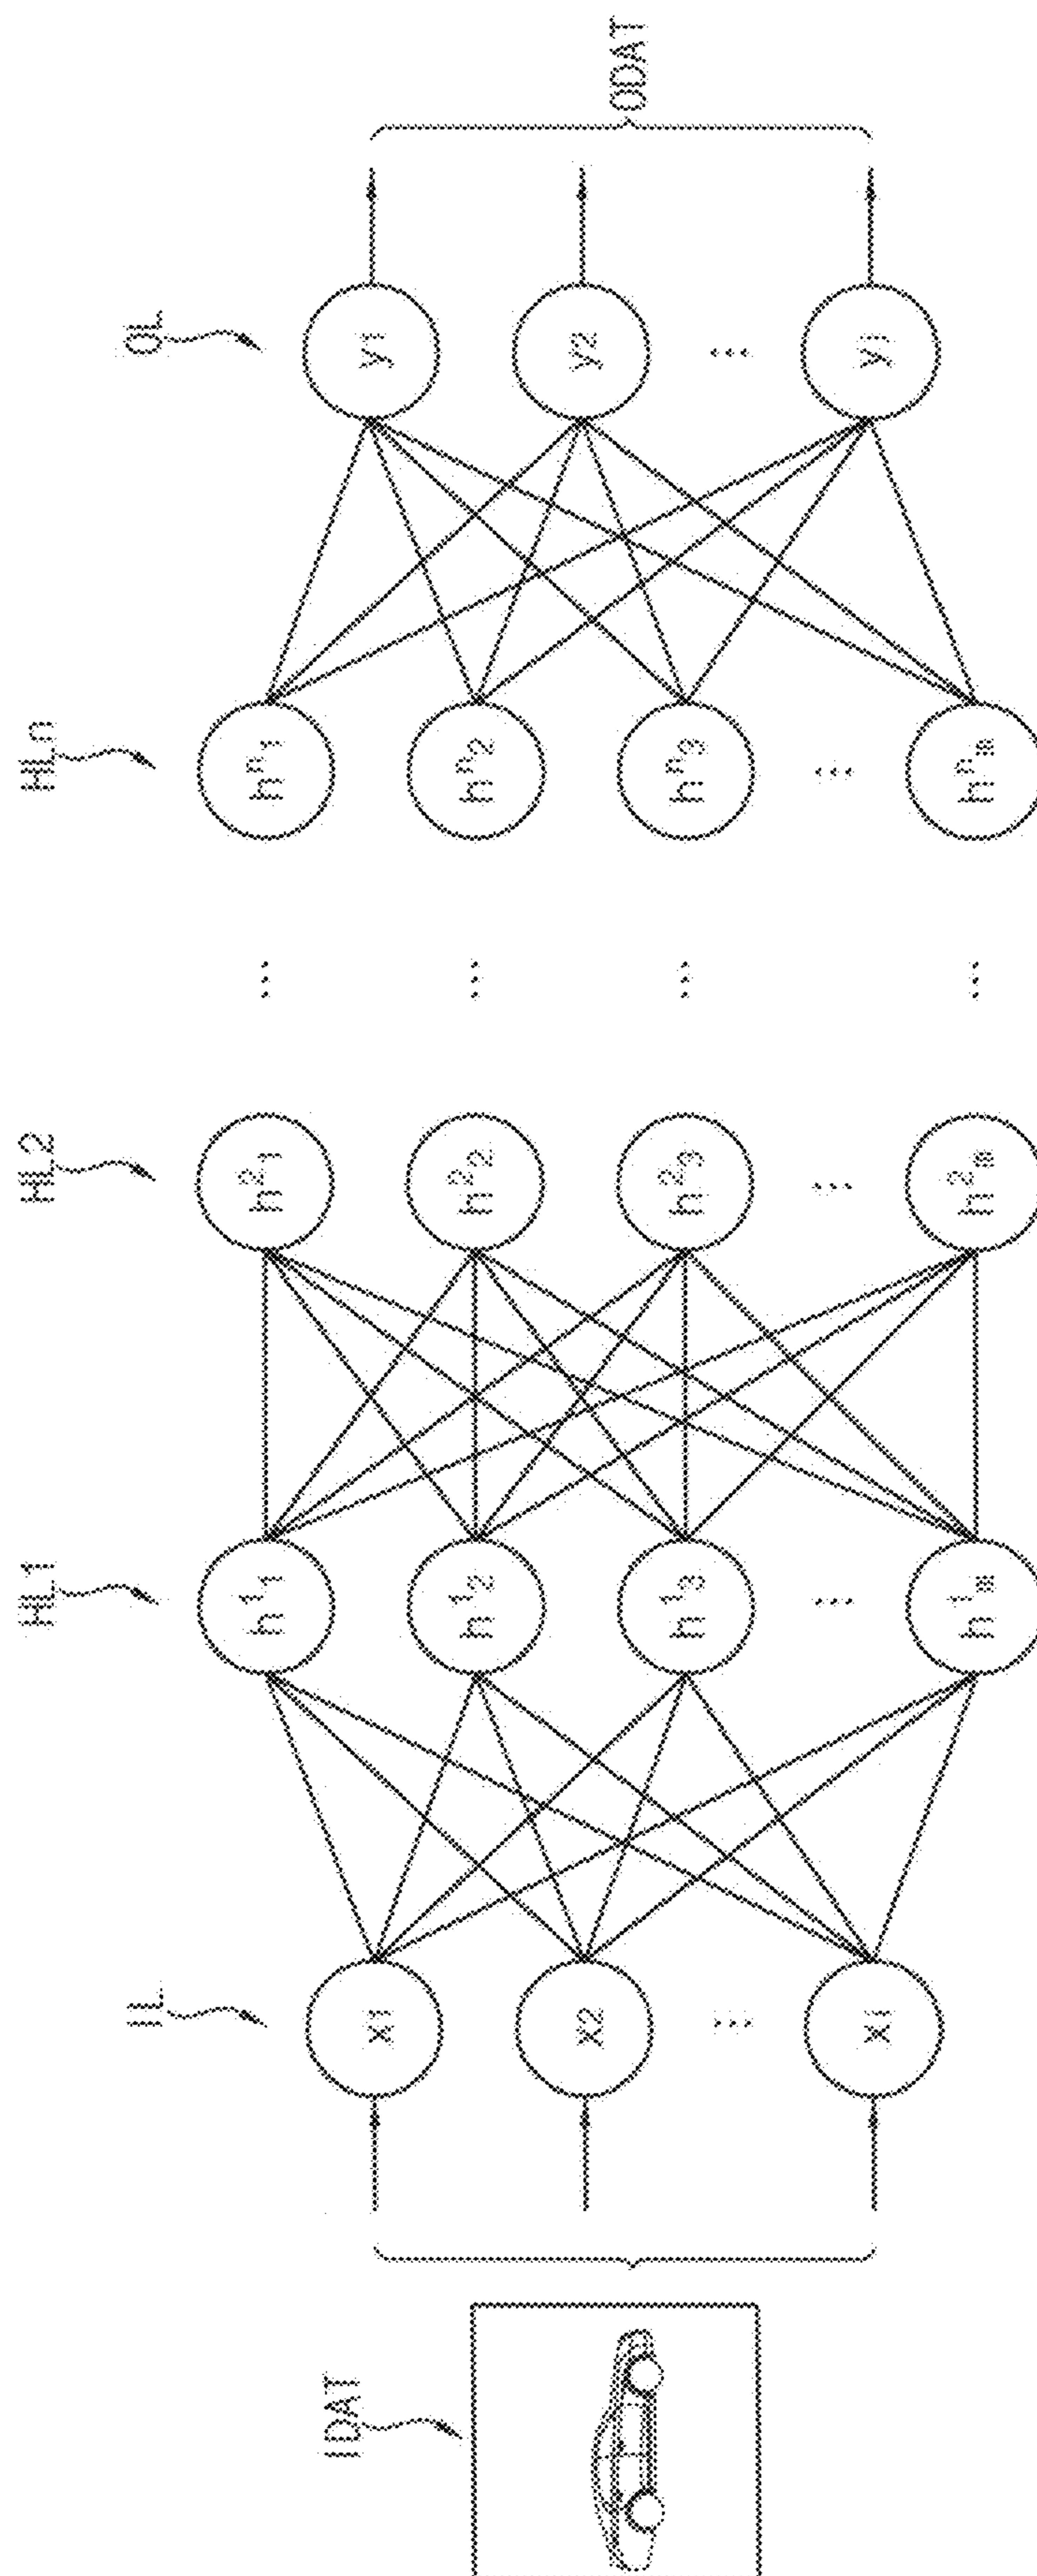 IDAT
IL
HL1
HL2
HLn
OL
x1
x2
⋮
xi
h¹1
h¹2
h¹3
⋮
h¹m
h²1
h²2
h²3
⋮
h²m
...
...
...
...
hⁿ1
hⁿ2
hⁿ3
⋮
hⁿm
y1
y2
⋮
yj
ODAT